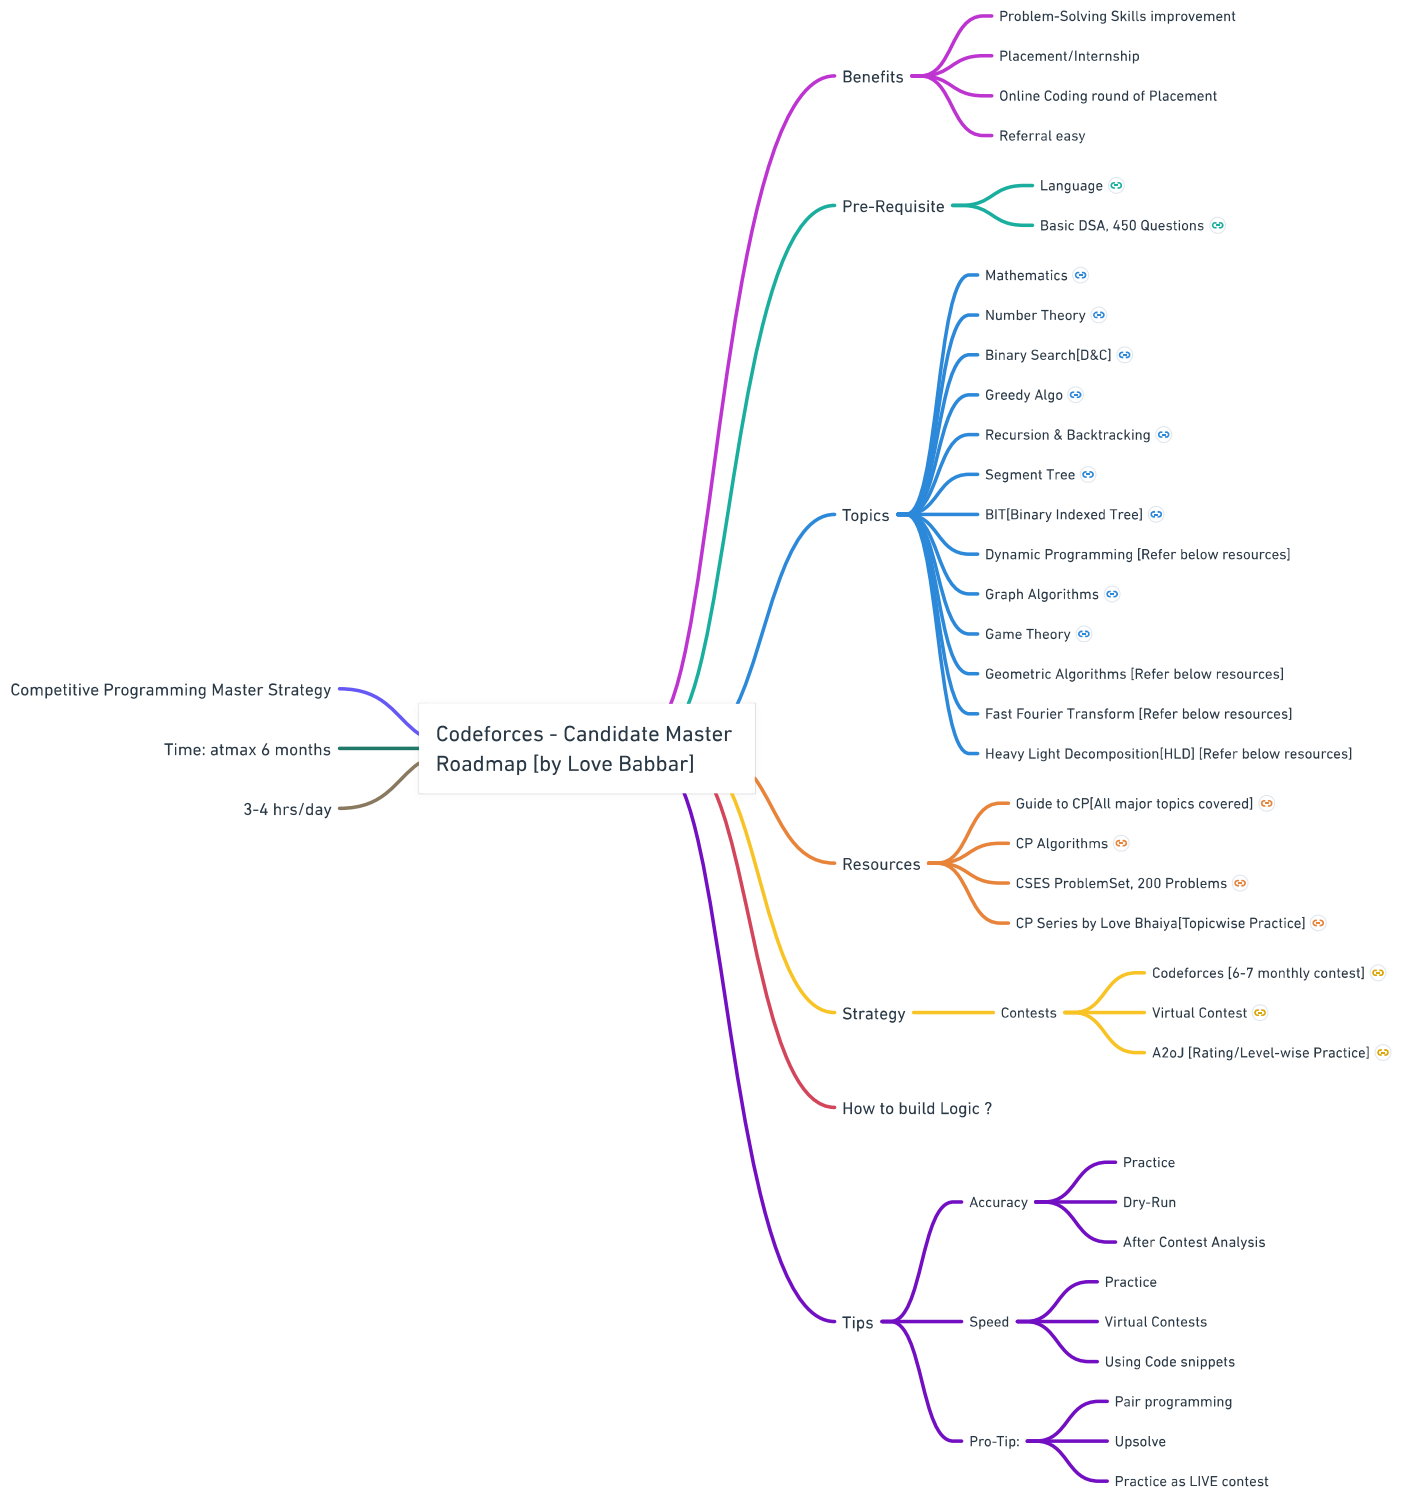 Problem-Solving Skills improvement
Placement/Internship
Benefits
Online Coding round of Placement
Referral easy
Language
Pre-Requisite
Basic DSA, 450 Questions
Mathematics
Number Theory
Binary Search[D&C]
Greedy Algo
Recursion & Backtracking
Segment Tree
Topics
BIT[Binary Indexed Tree]
Dynamic Programming [Refer below resources]
Graph Algorithms
Game Theory
Geometric Algorithms [Refer below resources]
Fast Fourier Transform [Refer below resources]
Heavy Light Decomposition[HLD] [Refer below resources]
Competitive Programming Master Strategy
Time: atmax 6 months
3-4 hrs/day
Codeforces - Candidate Master
Roadmap [by Love Babbar]
Guide to CP[All major topics covered]
CP Algorithms
Resources
CSES ProblemSet, 200 Problems
CP Series by Love Bhaiya[Topicwise Practice]
Codeforces [6-7 monthly contest]
Strategy
Contests
Virtual Contest
A2oJ [Rating/Level-wise Practice]
How to build Logic ?
Practice
Accuracy
Dry-Run
After Contest Analysis
Practice
Tips
Speed
Virtual Contests
Using Code snippets
Pair programming
Pro-Tip:
Upsolve
Practice as LIVE contest